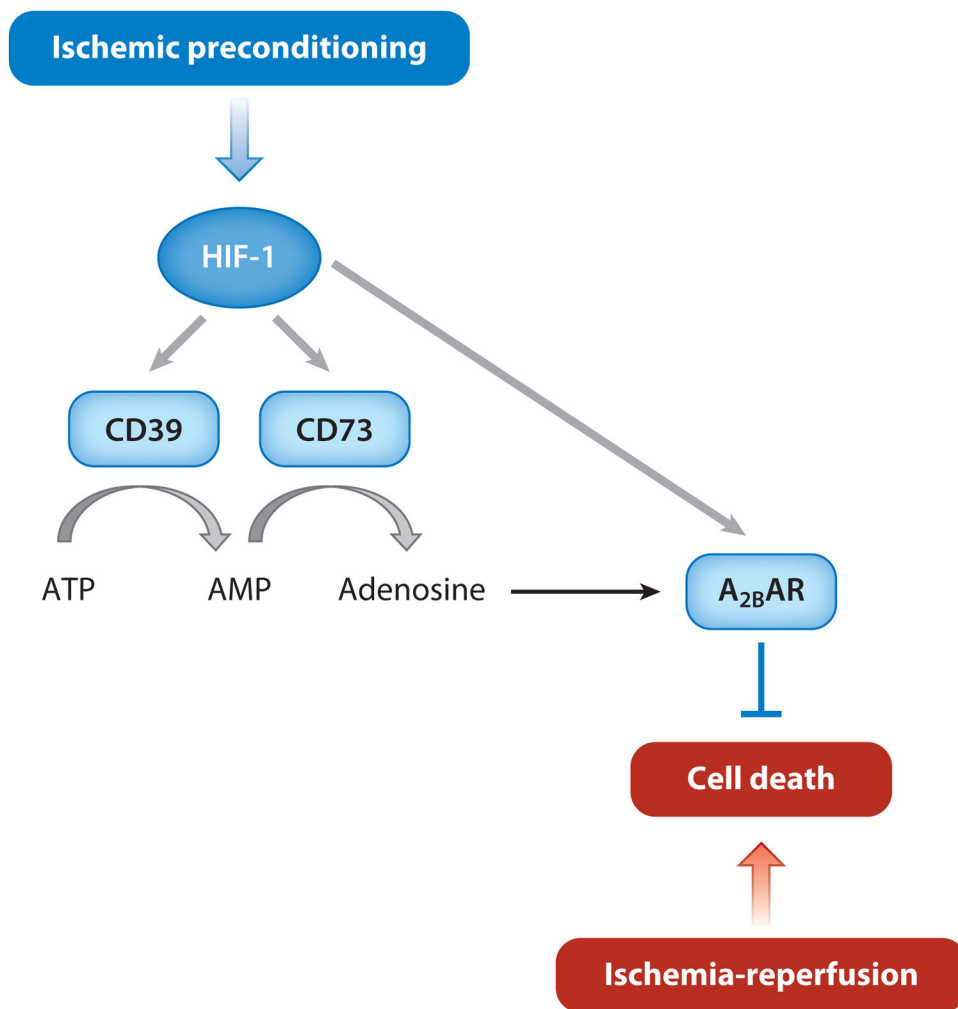 Ischemic preconditioning
HIF-1
CD39 CD73
ATP AMP Adenosine A₂BAR
Cell death
Ischemia-reperfusion